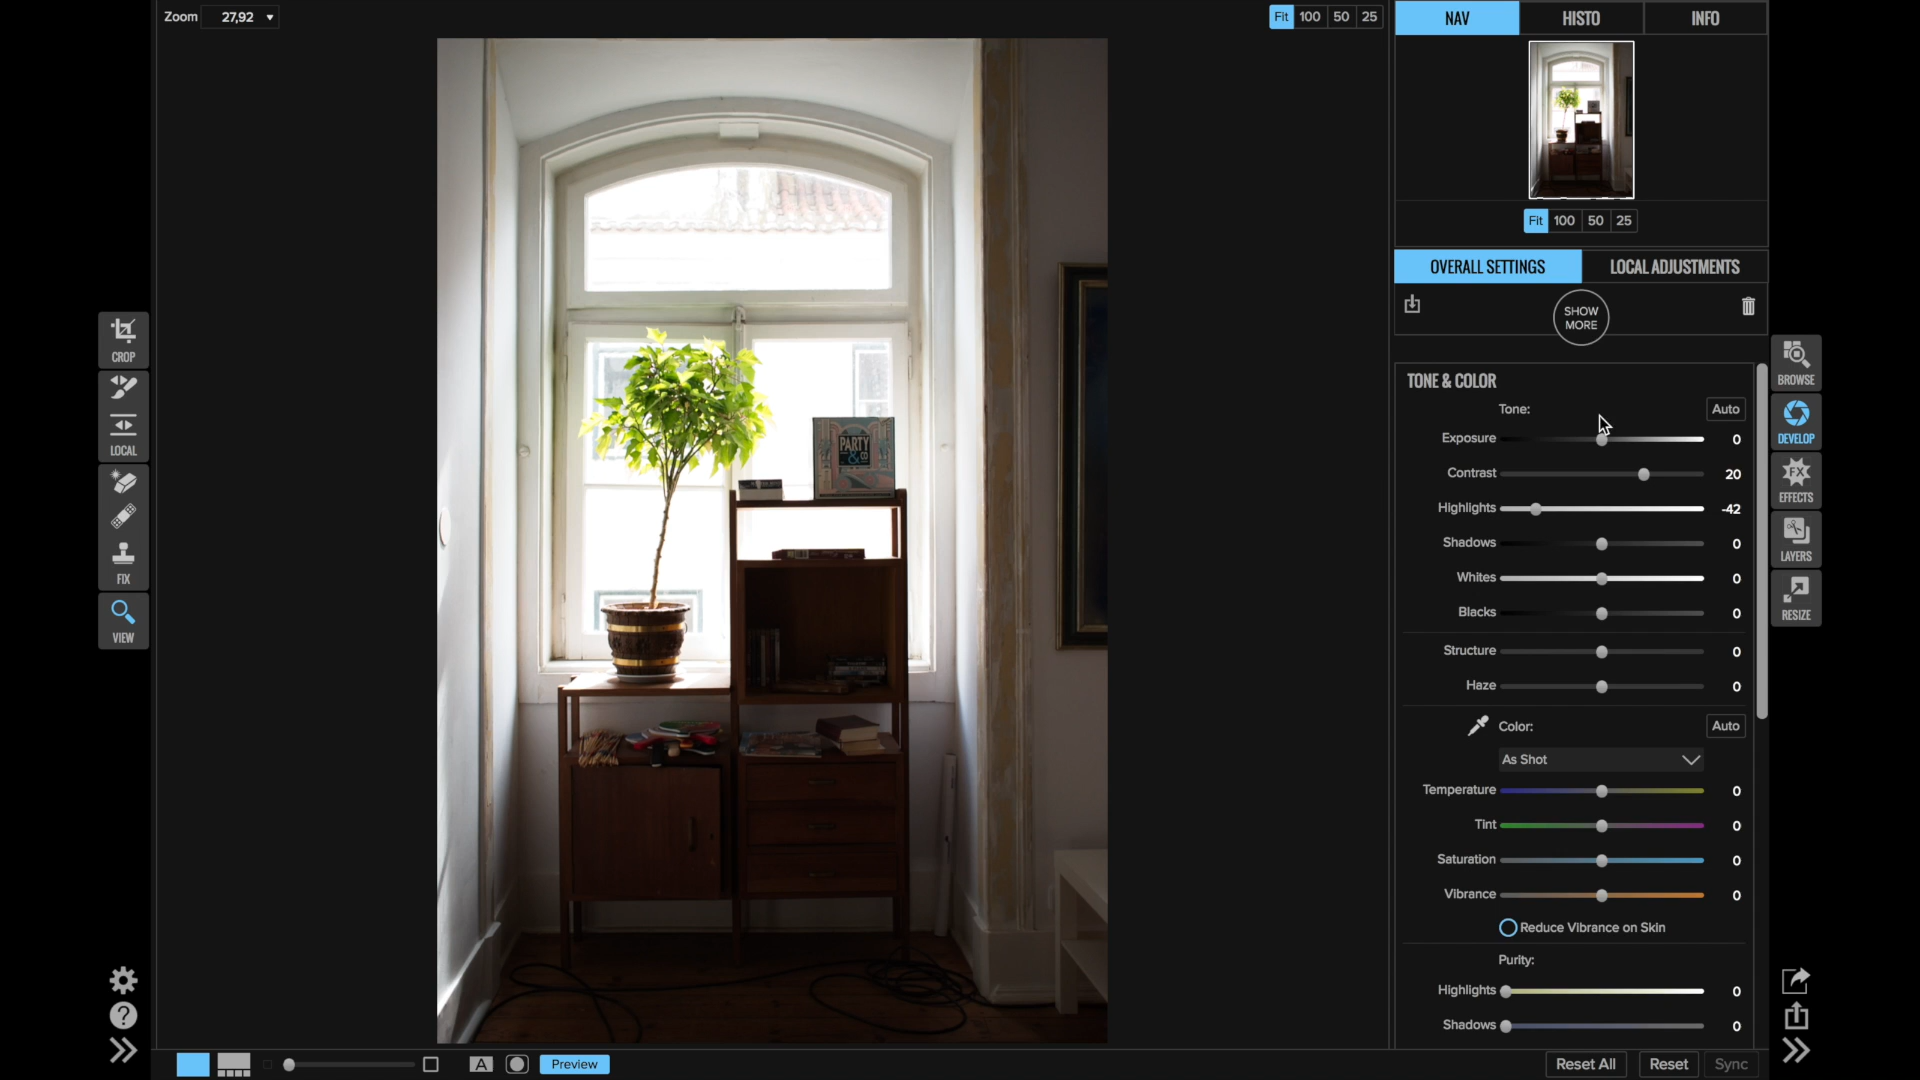 Zoom 27,92
Fit 100 50 25
NAV HISTO INFO
Fit 100 50 25
OVERALL SETTINGS LOCAL ADJUSTMENTS
SHOW
MORE
TONE & COLOR
Tone: Auto
Exposure 0
Contrast 20
Highlights -42
Shadows 0
Whites 0
Blacks 0
Structure 0
Haze 0
Color: Auto
As Shot
Temperature 0
Tint 0
Saturation 0
Vibrance 0
Reduce Vibrance on Skin
Purity:
Highlights 0
Shadows 0
CROP
LOCAL
FIX
VIEW
PARTY
&CO
BROWSE
DEVELOP
FX
EFFECTS
LAYERS
RESIZE
?
A Preview
Reset All Reset Sync